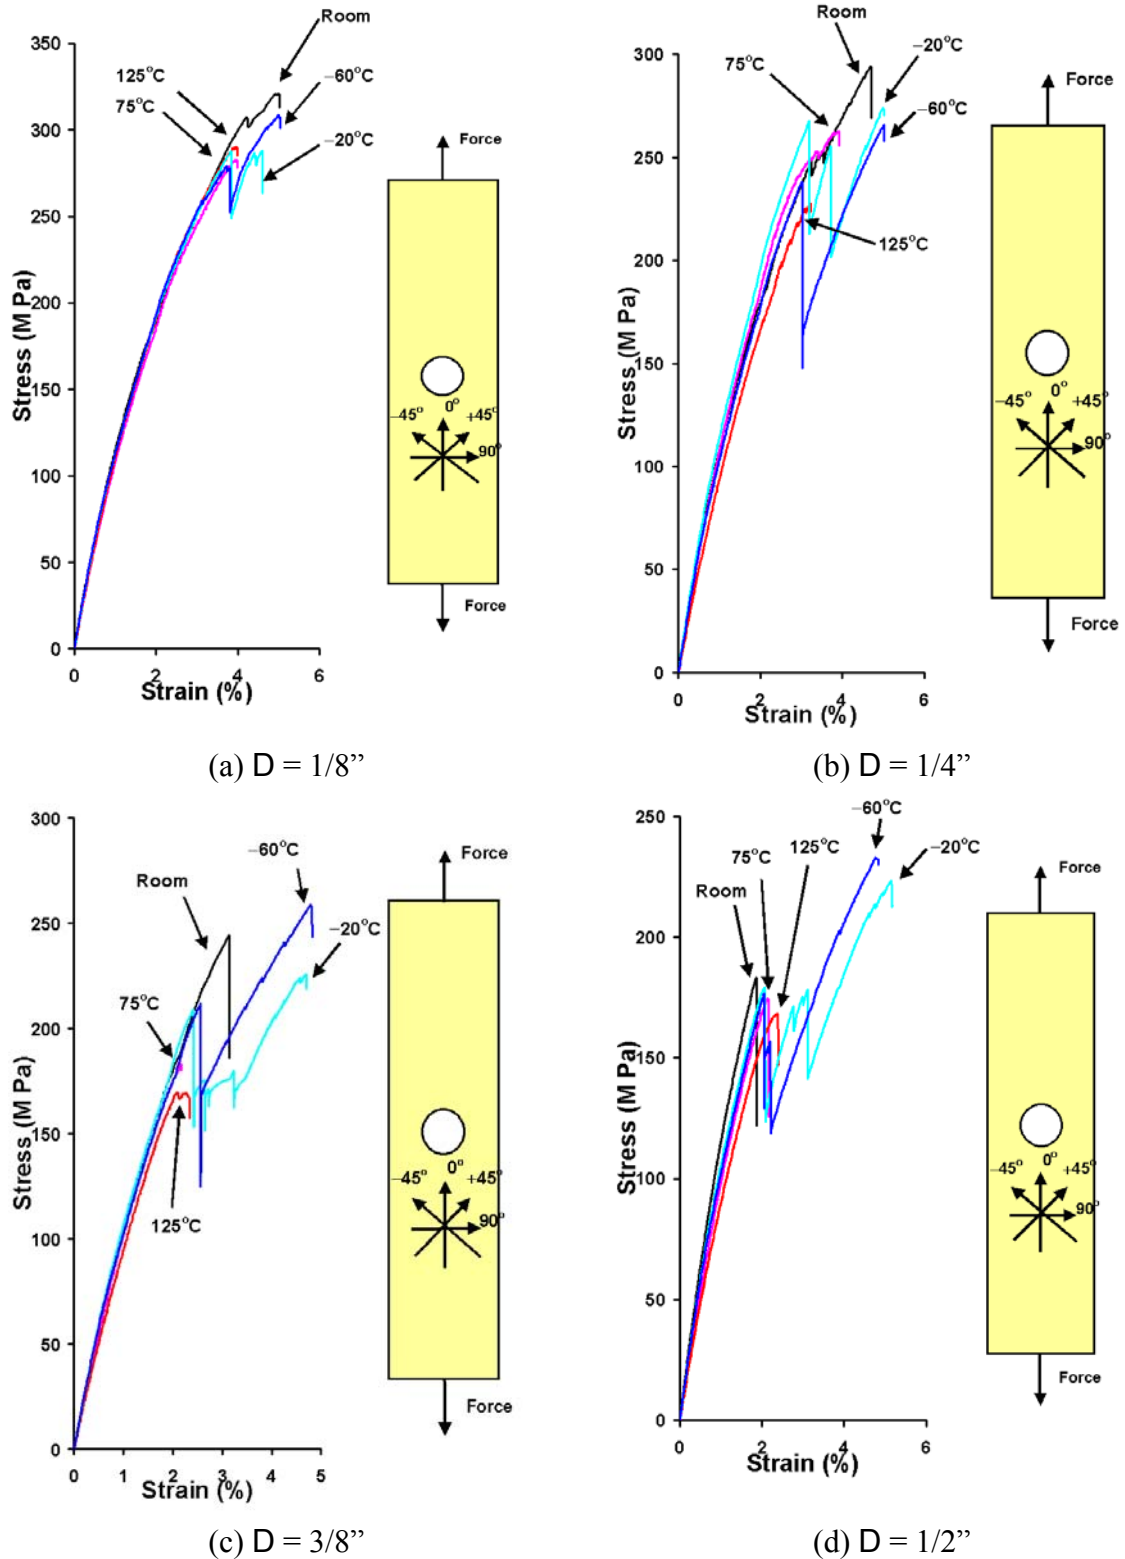 Room
350
125°C
−60°C
75°C
300
−20°C
250
200
150
100
50
0
Stress (M Pa)
0 2 4 6
Strain (%)
Force
−45° 0° +45°
90°
Force
(a) D = 1/8”
Room
−20°C
75°C
−60°C
125°C
300
250
200
150
100
50
0
Stress (M Pa)
0 2 4 6
Strain (%)
Force
−45° 0° +45°
90°
Force
(b) D = 1/4”
−60°C
Room
−20°C
75°C
125°C
300
250
200
150
100
50
0
Stress (M Pa)
0 1 2 3 4 5
Strain (%)
Force
−45° 0° +45°
90°
Force
(c) D = 3/8”
−60°C
125°C
−20°C
75°C
Room
250
200
150
100
50
0
Stress (M Pa)
0 2 4 6
Strain (%)
Force
−45° 0° +45°
90°
Force
(d) D = 1/2”